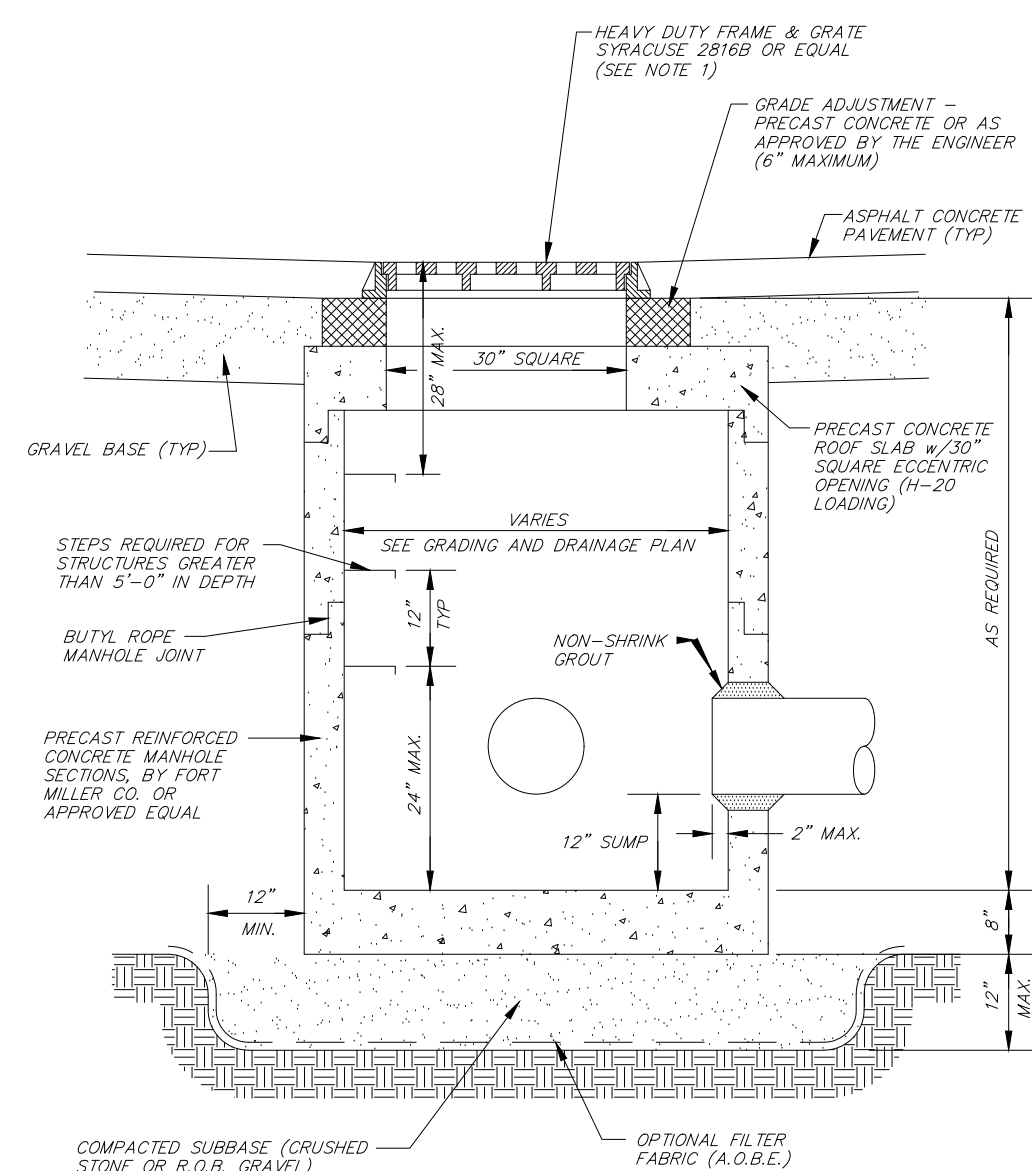 HEAVY DUTY FRAME & GRATE
SYRACUSE 2816B OR EQUAL
(SEE NOTE 1)
GRADE ADJUSTMENT –
PRECAST CONCRETE OR AS
APPROVED BY THE ENGINEER
(6" MAXIMUM)
ASPHALT CONCRETE
PAVEMENT (TYP)
28" MAX.
30" SQUARE
GRAVEL BASE (TYP)
PRECAST CONCRETE
ROOF SLAB w/30"
SQUARE ECCENTRIC
OPENING (H-20
LOADING)
VARIES
SEE GRADING AND DRAINAGE PLAN
STEPS REQUIRED FOR
STRUCTURES GREATER
THAN 5'-0" IN DEPTH
12"
TYP
AS REQUIRED
BUTYL ROPE
MANHOLE JOINT
NON-SHRINK
GROUT
PRECAST REINFORCED
CONCRETE MANHOLE
SECTIONS, BY FORT
MILLER CO. OR
APPROVED EQUAL
24" MAX.
12" SUMP
2" MAX.
12"
MIN.
8"
12"
MAX.
COMPACTED SUBBASE (CRUSHED
STONE OR R.O.B. GRAVEL)
OPTIONAL FILTER
FABRIC (A.O.B.E.)